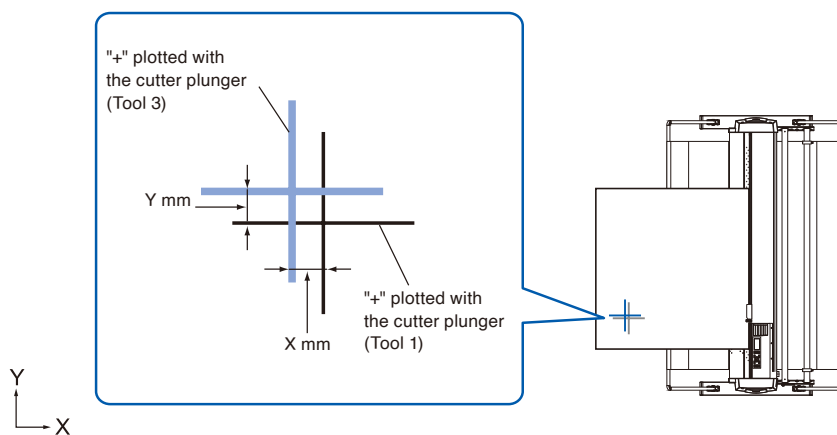 "+" plotted with
the cutter plunger
(Tool 3)
Y mm
"+" plotted with
the cutter plunger
(Tool 1)
X mm
Y
X